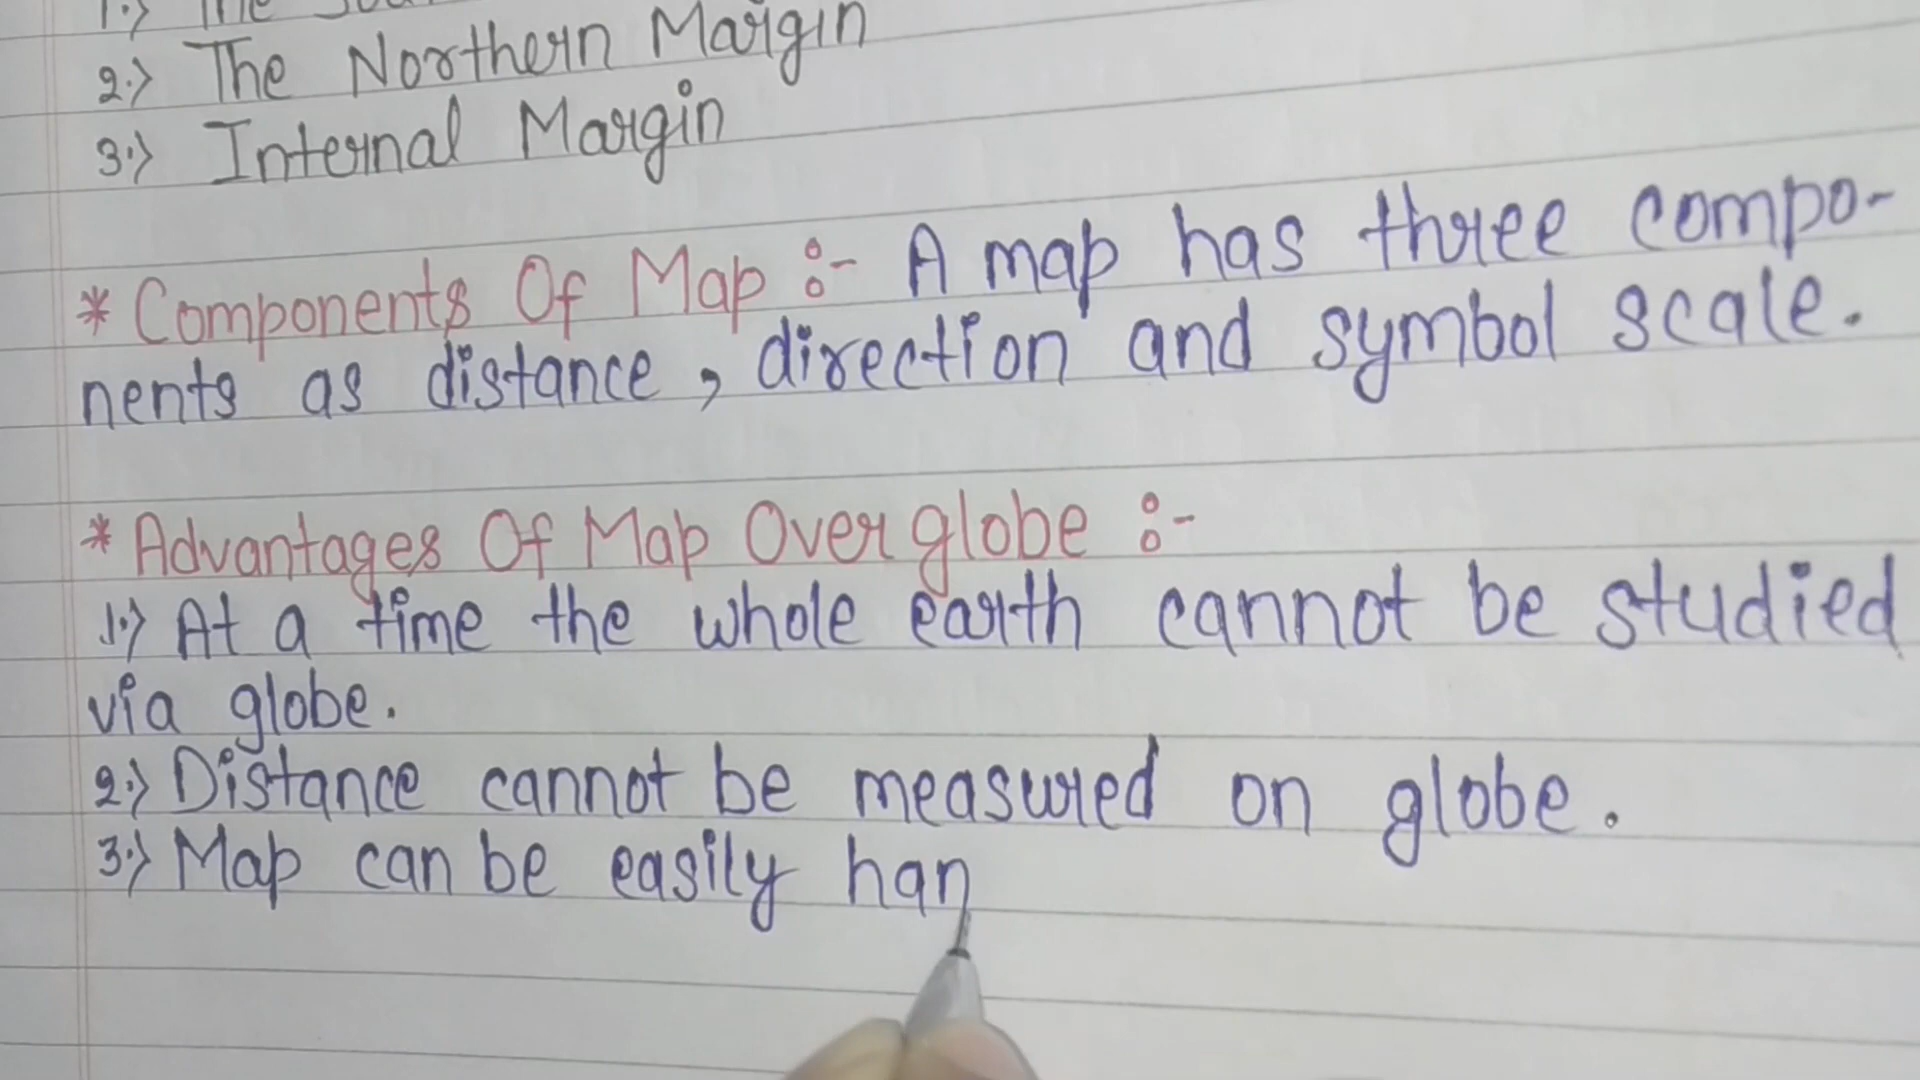 1.) The
2.) The Northern Margin
3.) Internal Margin
* Components Of Map :- A map has three compo-
nents as distance, direction and symbol scale.
* Advantages Of Map Over globe :-
1.) At a time the whole earth cannot be studied
via globe.
2.) Distance cannot be measured on globe.
3.) Map can be easily han